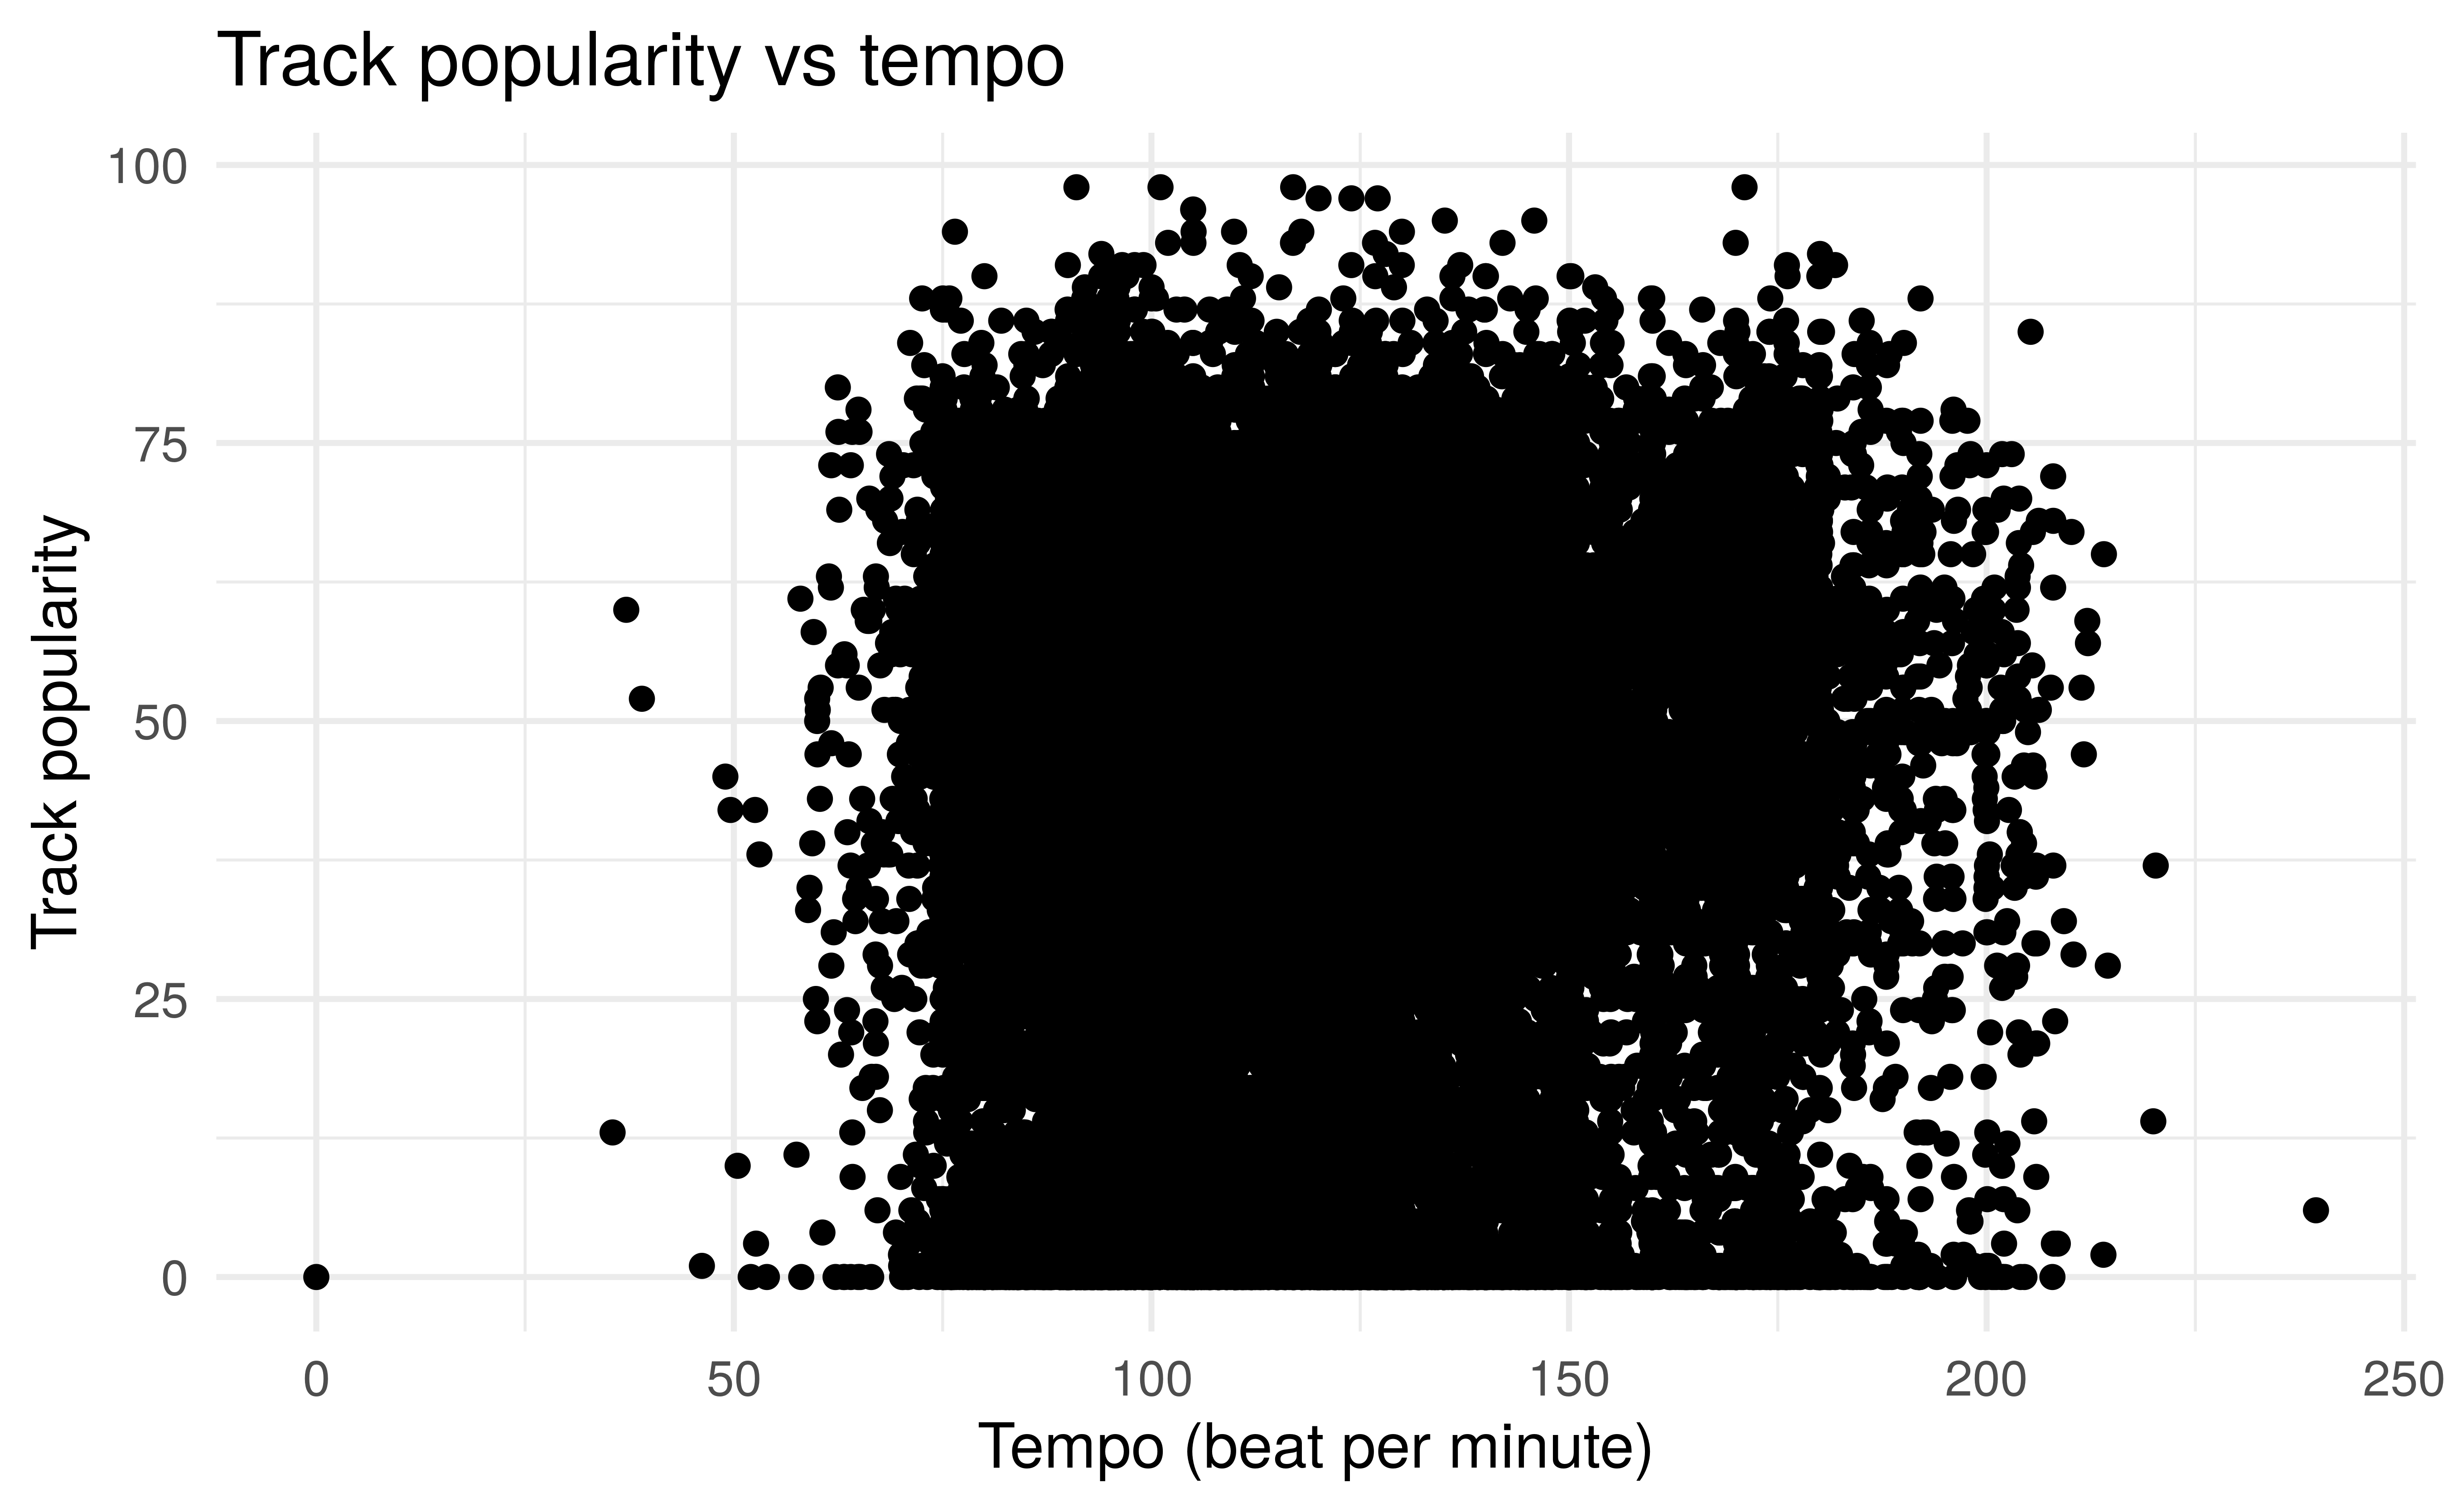 Track popularity vs tempo
100
75
50
25
0
Track popularity
0 50 100 150 200 250
Tempo (beat per minute)